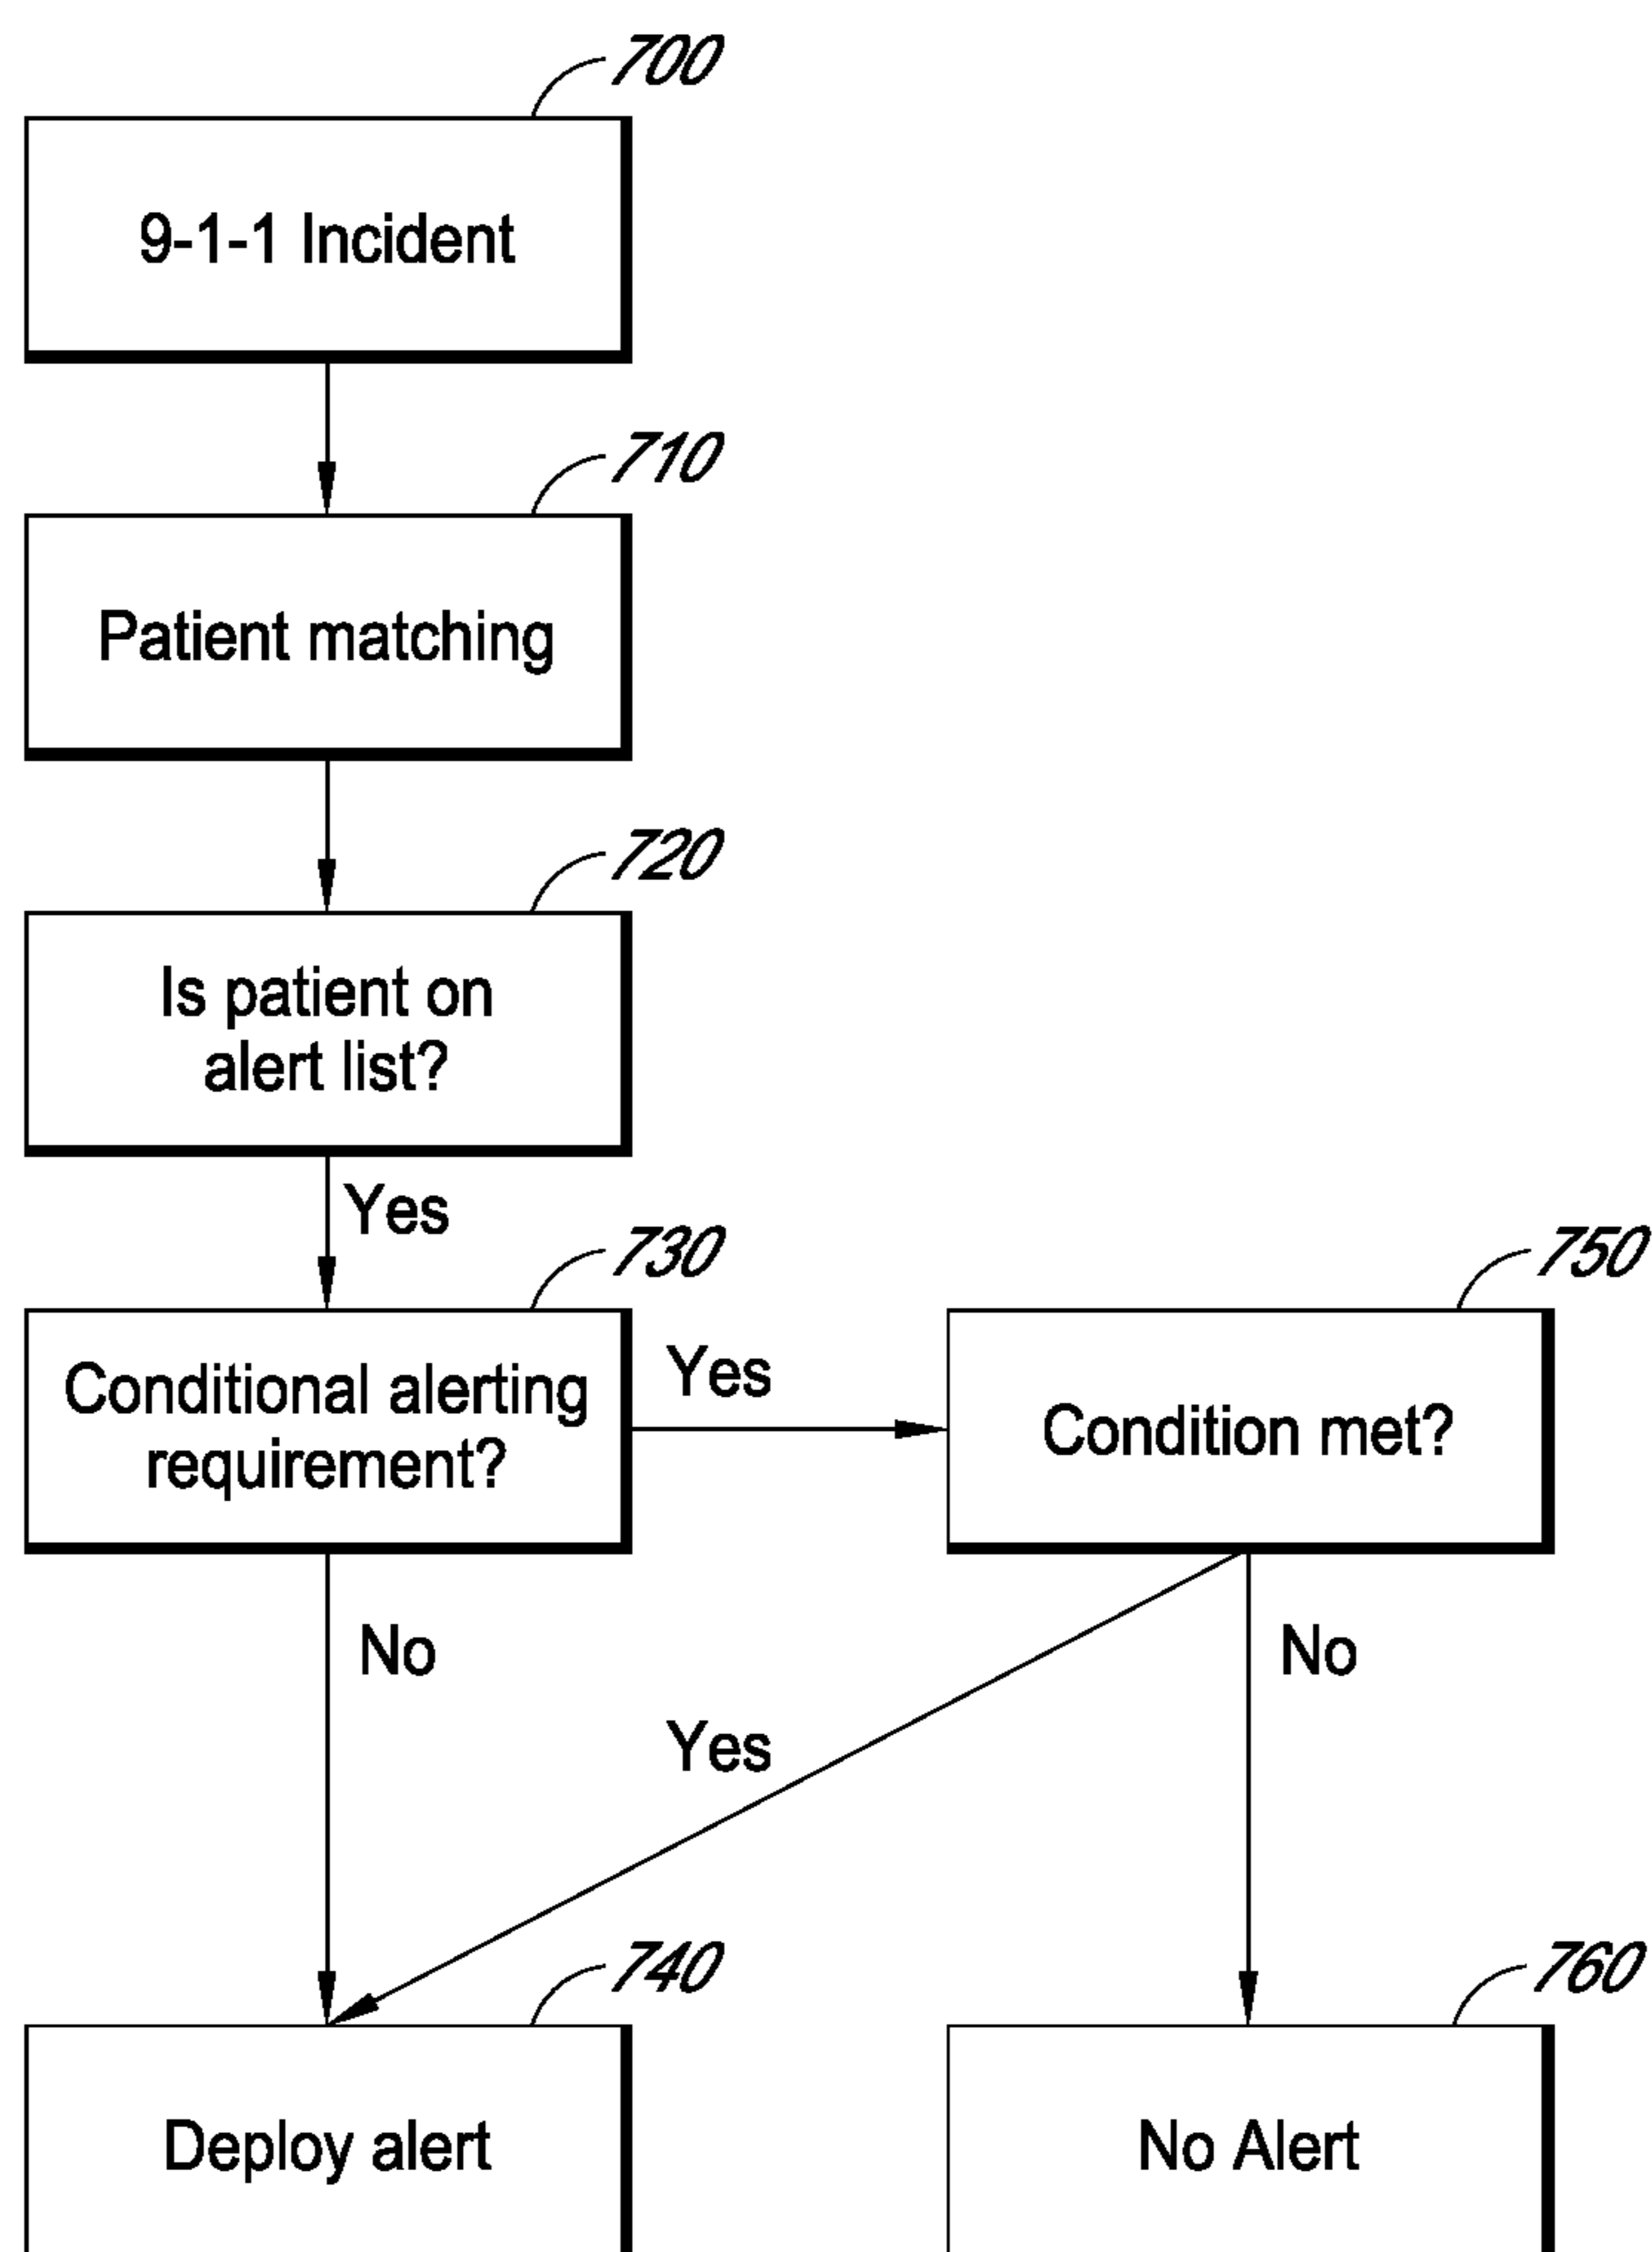 700
9-1-1 Incident
710
Patient matching
720
Is patient on
alert list?
Yes
730
Conditional alerting
requirement?
Yes
750
Condition met?
No
Yes
No
740
Deploy alert
760
No Alert